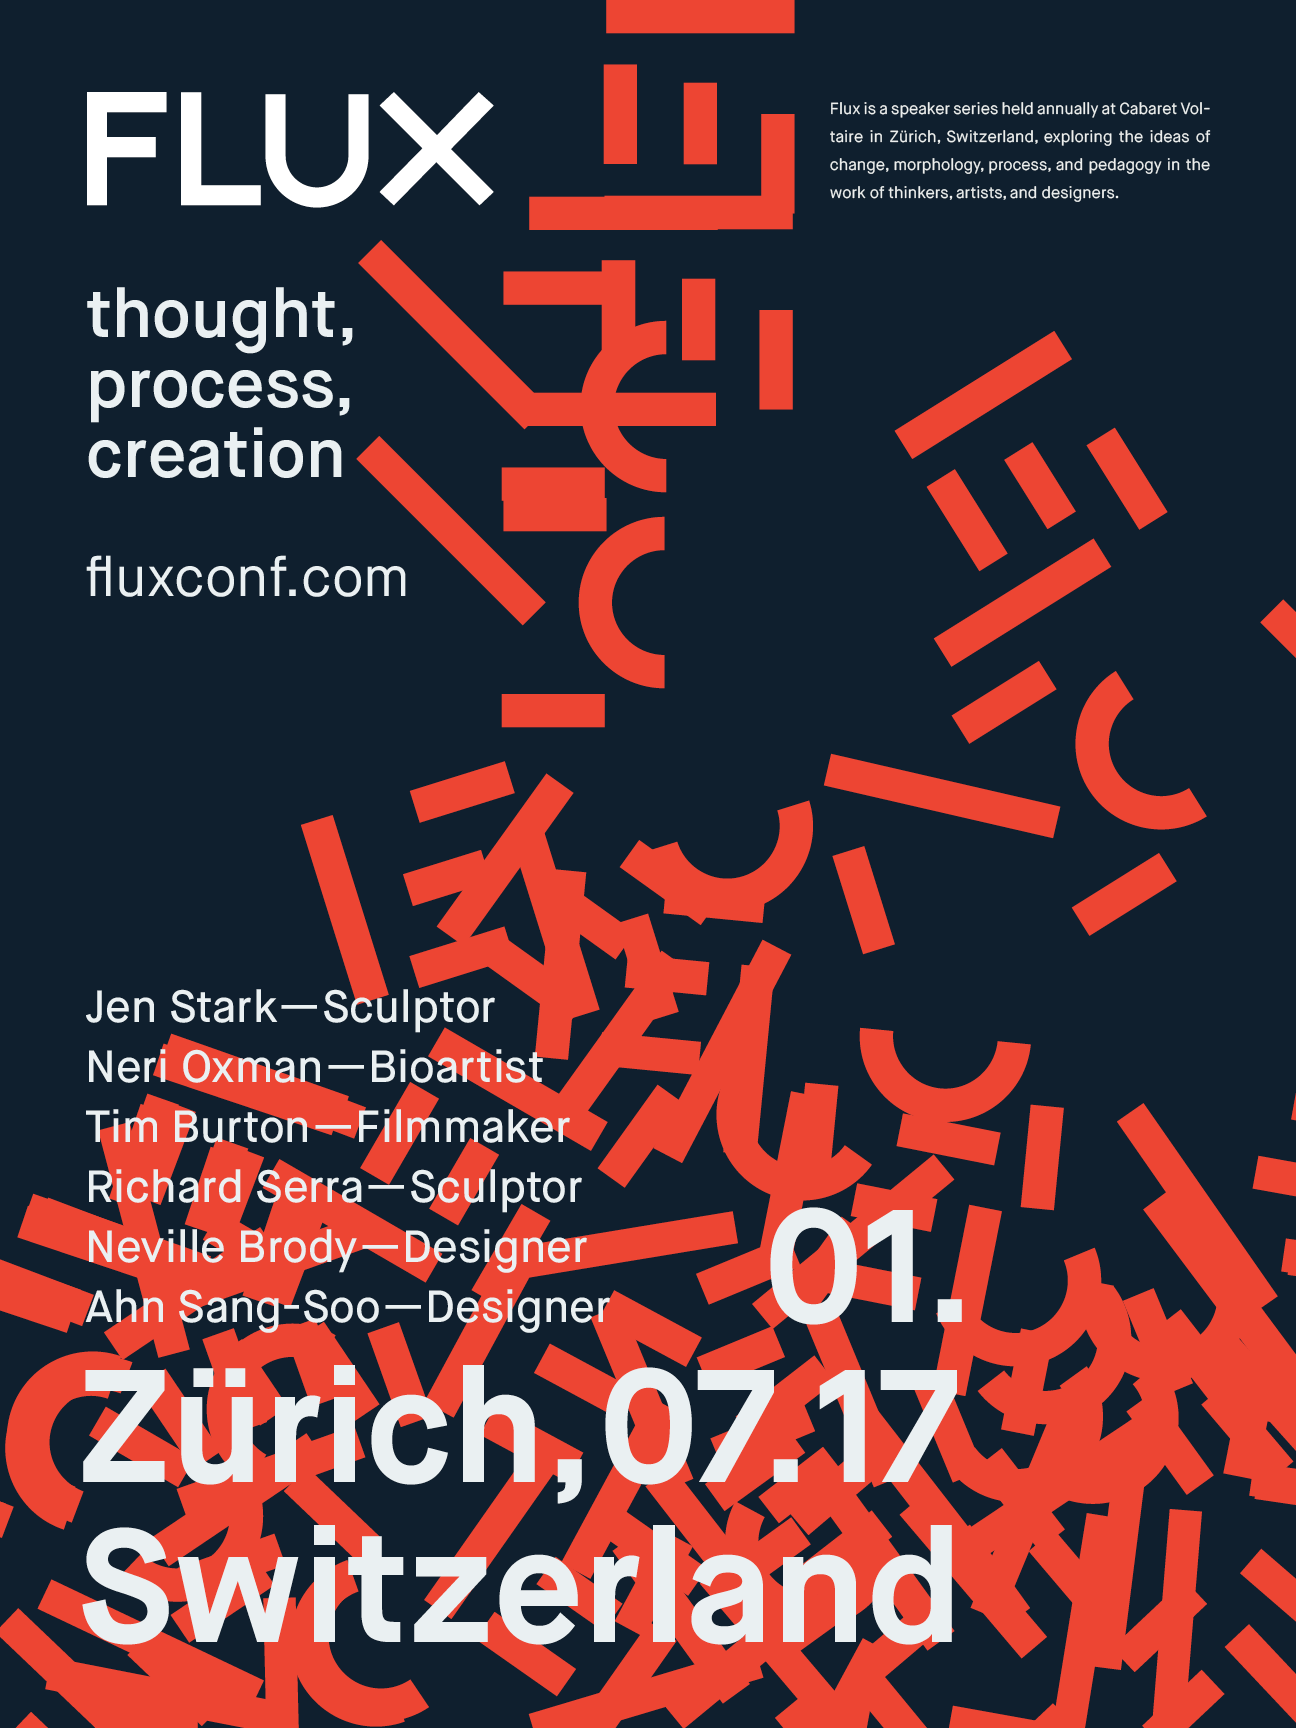 FLUX
Flux is a speaker series held annually at Cabaret Vol-
taire in Zürich, Switzerland, exploring the ideas of
change, morphology, process, and pedagogy in the
work of thinkers, artists, and designers.
thought,
process,
creation
fluxconf.com
Jen Stark—Sculptor
Neri Oxman—Bioartist
Tim Burton—Filmmaker
Richard Serra—Sculptor
Neville Brody—Designer
Ahn Sang-Soo—Designer
01.
Zürich, 07.17
Switzerland